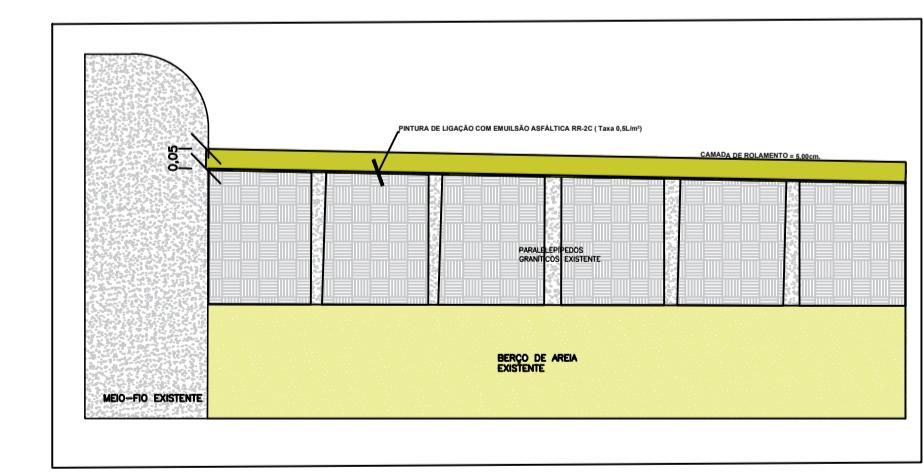 PINTURA DE LIGAÇÃO COM EMUILSÃO ASFÁLTICA RR-2C ( Taxa 0,5L/m²)
CAMADA DE ROLAMENTO = 5,00cm.
0,05
PARALELEPÍPEDOS
GRANÍTICOS EXISTENTE
BERÇO DE AREIA
EXISTENTE
MEIO-FIO EXISTENTE